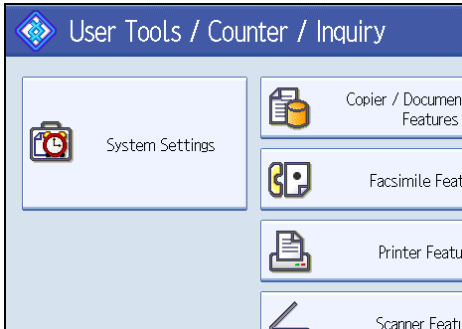 User Tools / Counter / Inquiry
System Settings
Copier / Documen
Features
Facsimile Feat
Printer Featu
Scanner Featu